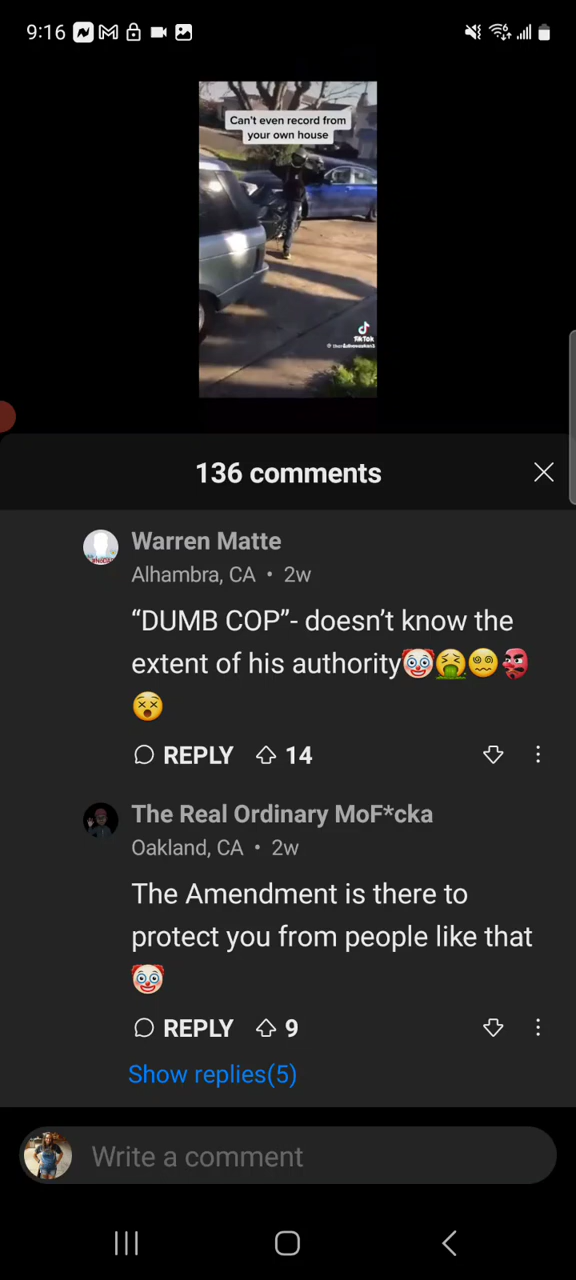 9:16
Can't even record from
your own house
TikTok
136 comments
Warren Matte
Alhambra, CA • 2w
“DUMB COP”- doesn’t know the
extent of his authority🤡🤮😵‍💫👺
😵
REPLY 14
The Real Ordinary MoF*cka
Oakland, CA • 2w
The Amendment is there to
protect you from people like that
🤡
REPLY 9
Show replies(5)
Write a comment